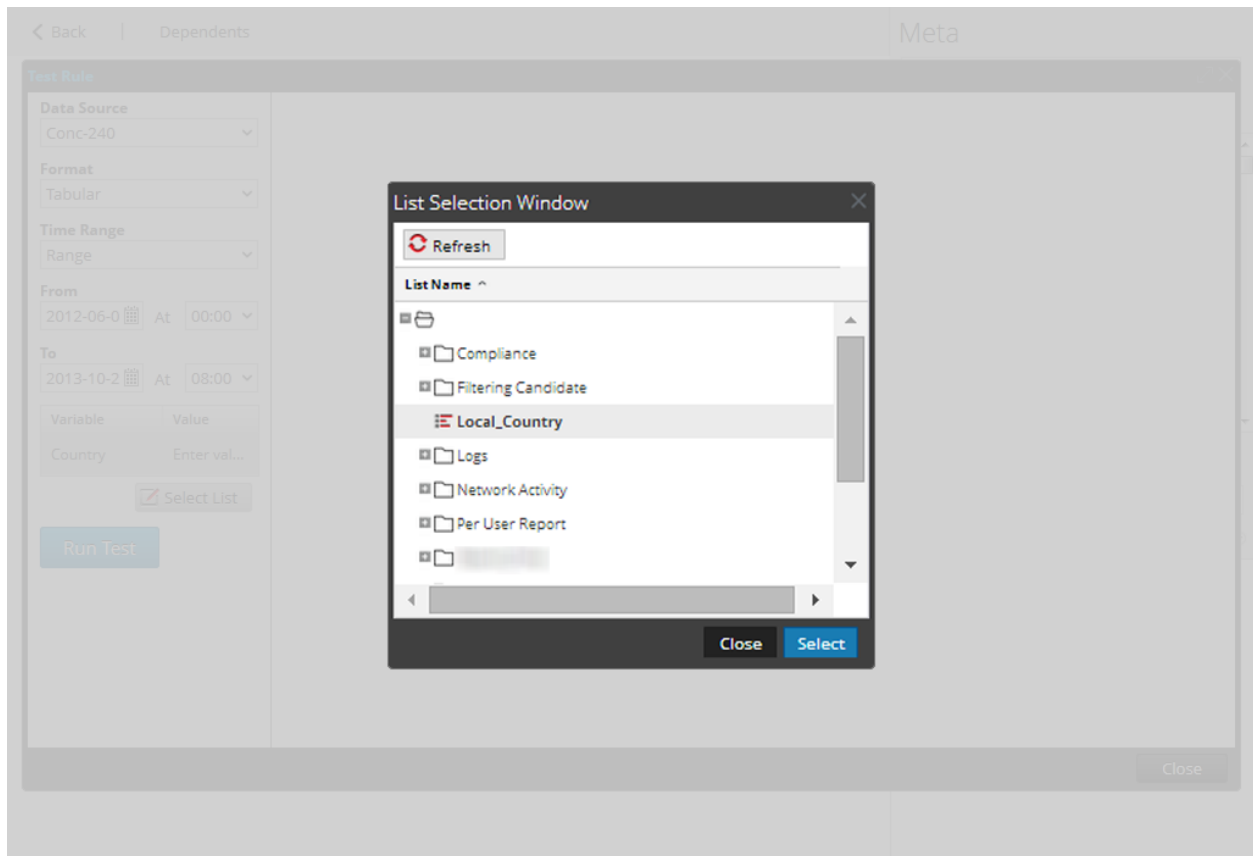 Back | Dependents
Meta
Test Rule
Data Source
Conc-240
Format
Tabular
Time Range
Range
From
2012-06-0 At 00:00
To
2013-10-2 At 08:00
Variable Value
Country Enter val...
Select List
Run Test
List Selection Window
Refresh
List Name
Compliance
Filtering Candidate
Local_Country
Logs
Network Activity
Per User Report
Close Select
Close